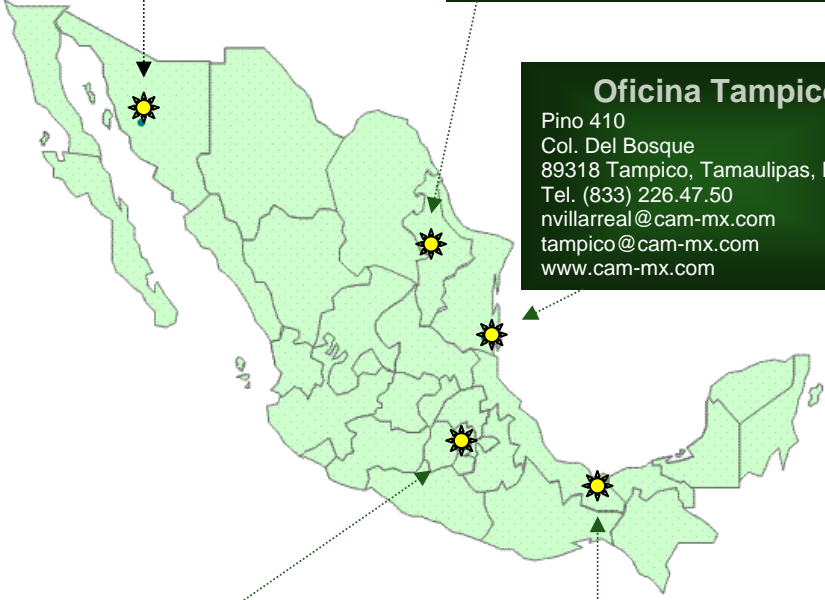 Oficina Tampico
Pino 410
Col. Del Bosque
89318 Tampico, Tamaulipas,
Tel. (833) 226.47.50
nvillarreal@cam-mx.com
tampico@cam-mx.com
www.cam-mx.com